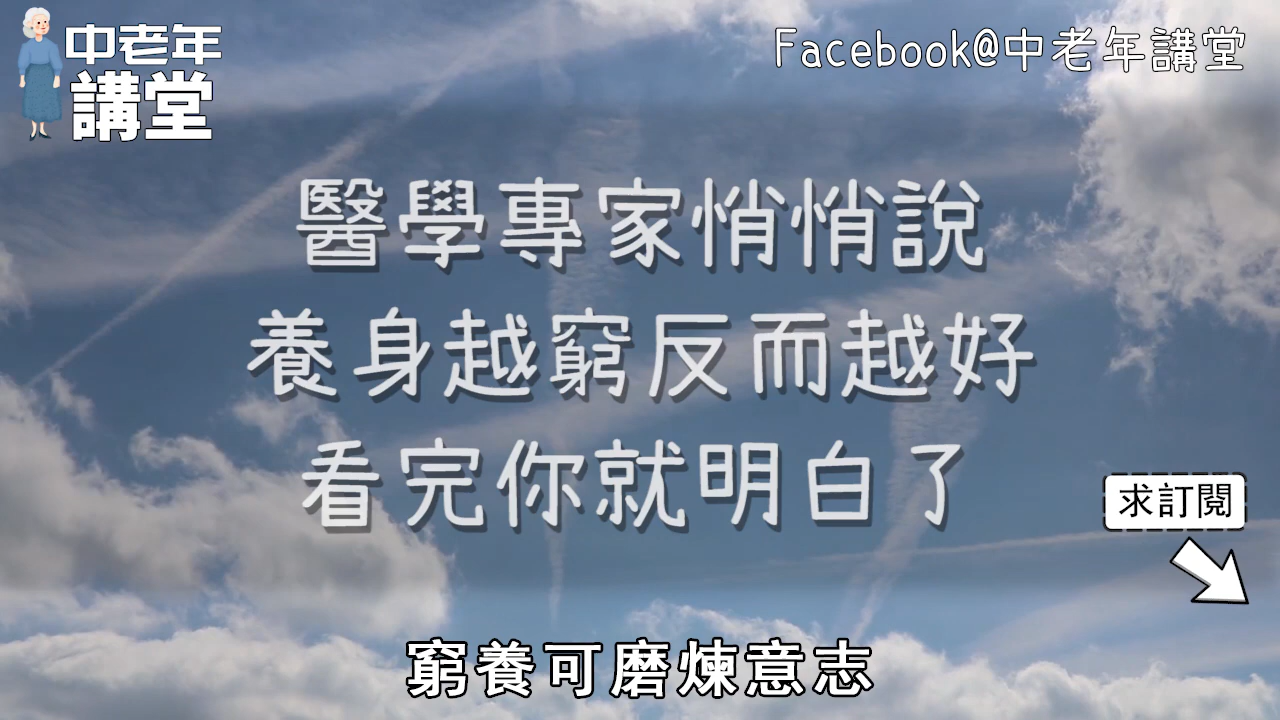 中老年
講堂
Facebook@中老年講堂
醫學專家悄悄說
養身越窮反而越好
看完你就明白了
求訂閱
窮養可磨煉意志